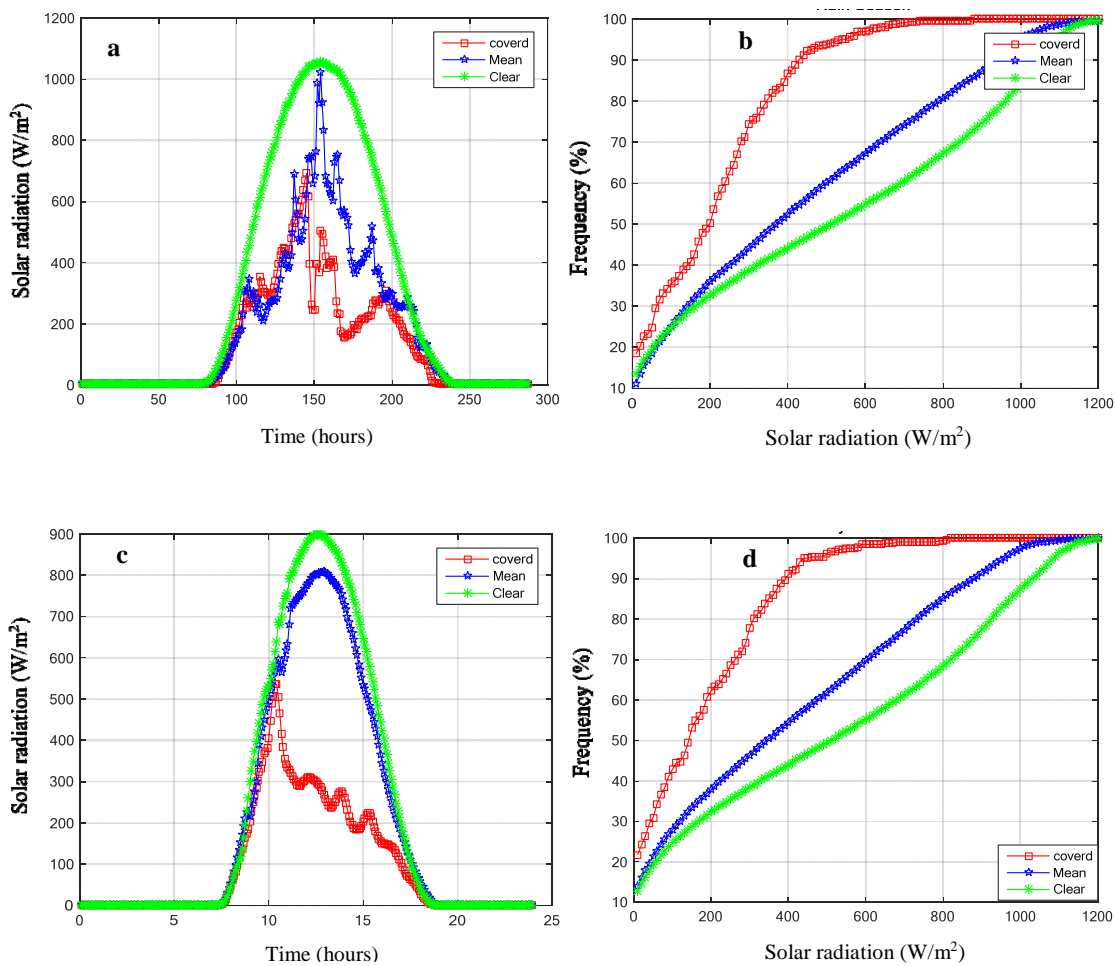 a
Solar radiation (W/m²)
1200
1000
800
600
400
200
0
0 50 100 150 200 250 300
Time (hours)
coverd
Mean
Clear
b
Frequency (%)
100
90
80
70
60
50
40
30
20
10
0 200 400 600 800 1000 1200
Solar radiation (W/m²)
coverd
Mean
Clear
c
Solar radiation (W/m²)
900
800
700
600
500
400
300
200
100
0
0 5 10 15 20 25
Time (hours)
coverd
Mean
Clear
d
Frequency (%)
100
90
80
70
60
50
40
30
20
10
0 200 400 600 800 1000 1200
Solar radiation (W/m²)
coverd
Mean
Clear